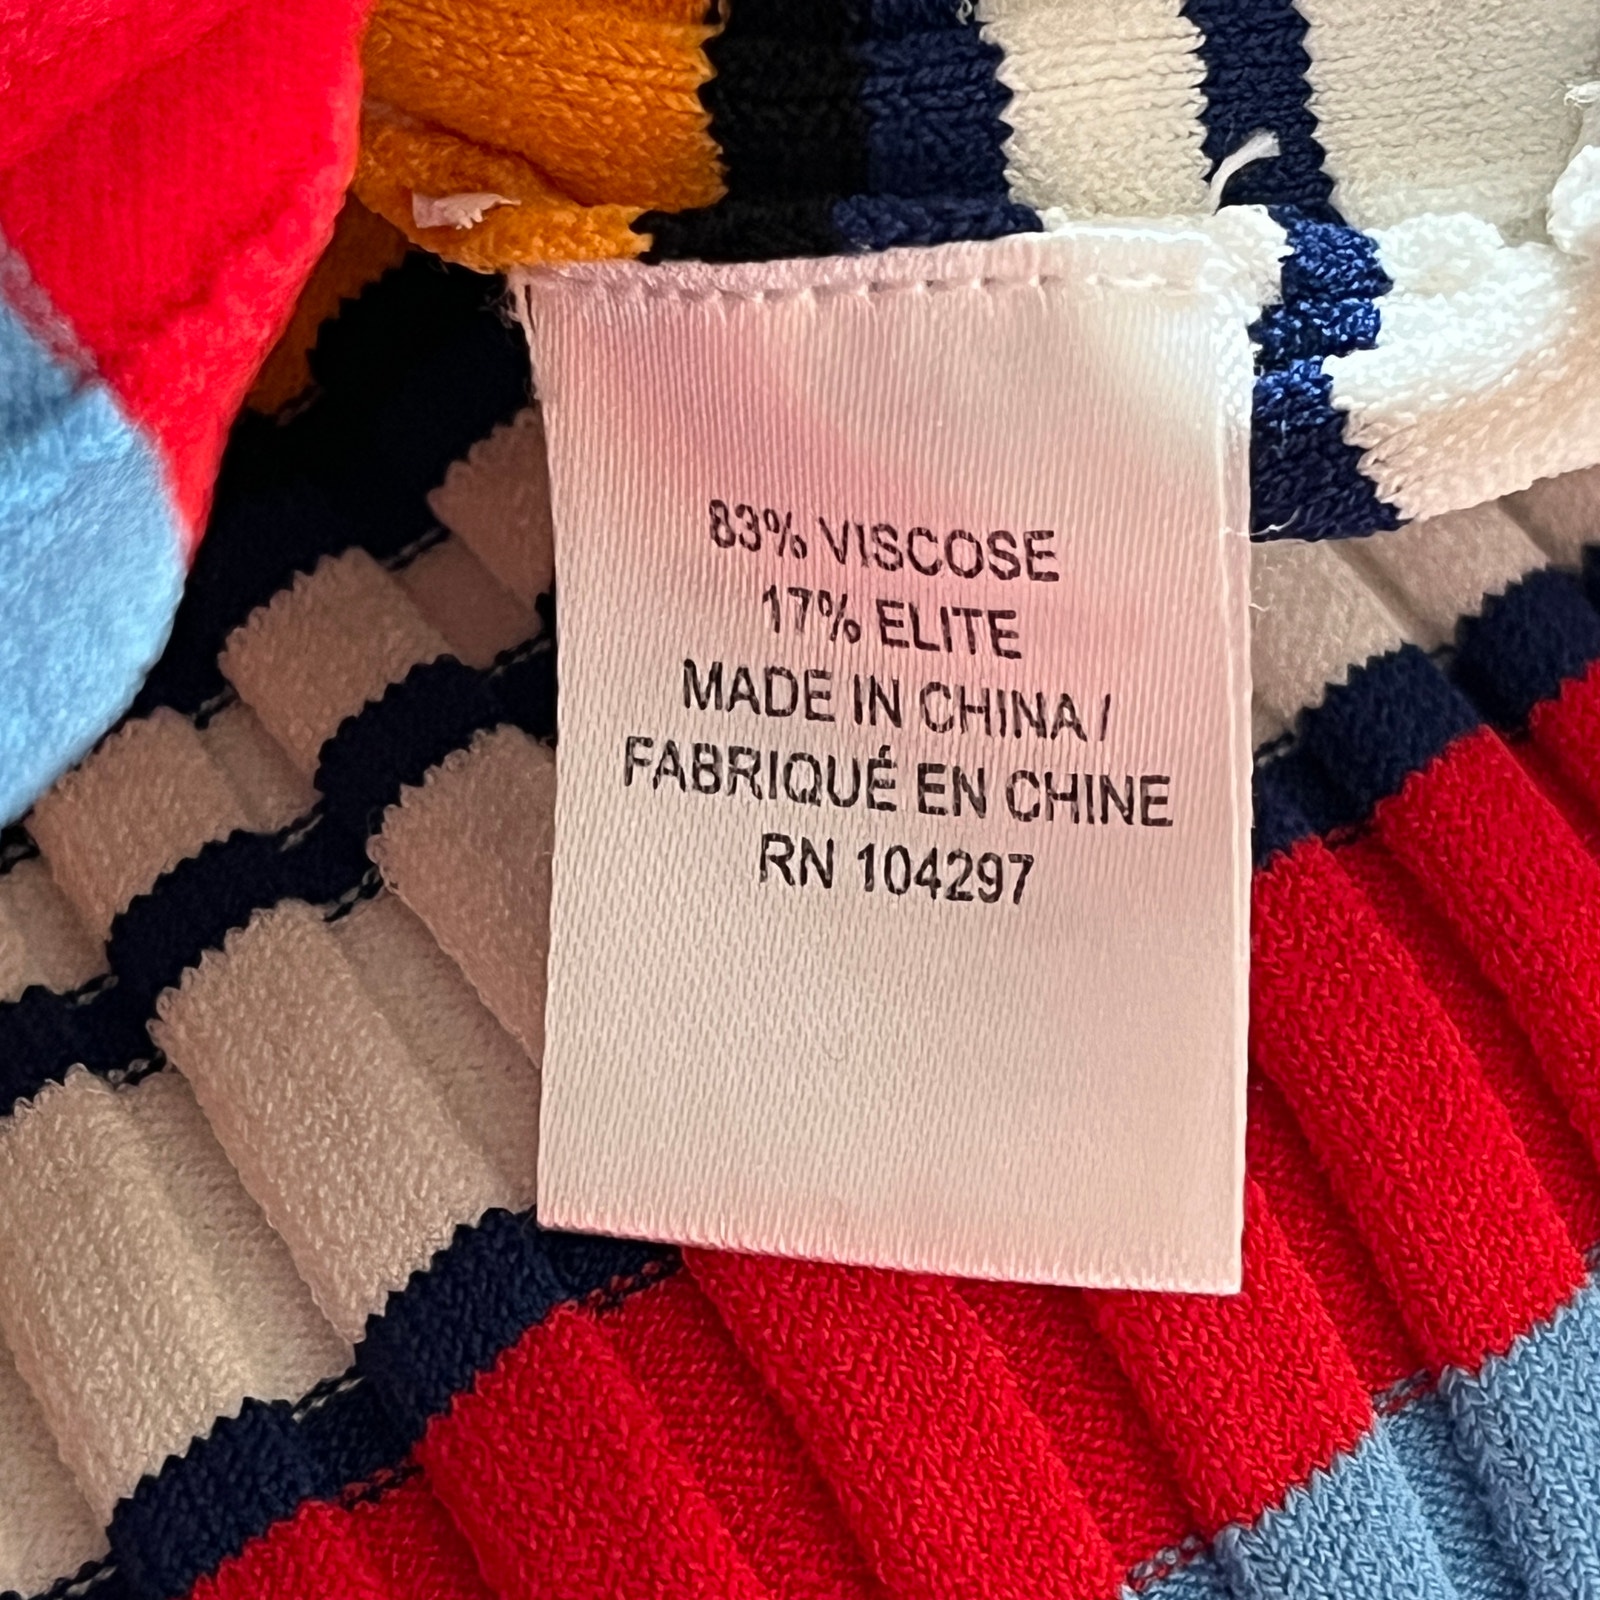 83% VISCOSE
17% ELITE
MADE IN CHINA /
FABRIQUÉ EN CHINE
RN 104297